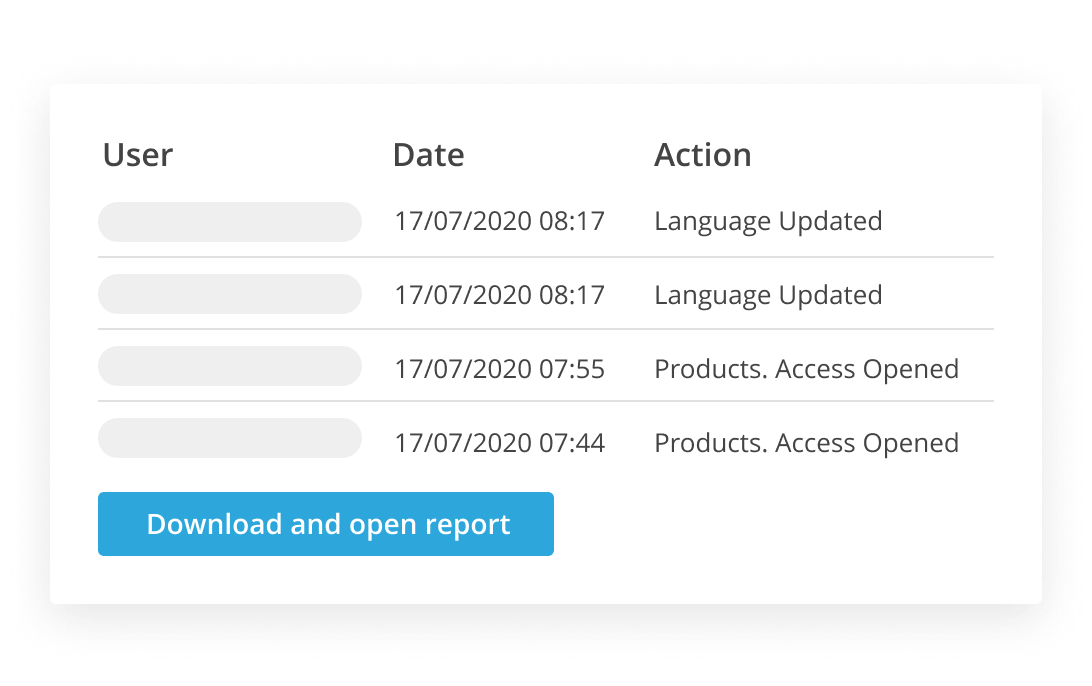 User Date Action
17/07/2020 08:17 Language Updated
17/07/2020 08:17 Language Updated
17/07/2020 07:55 Products. Access Opened
17/07/2020 07:44 Products. Access Opened
Download and open report